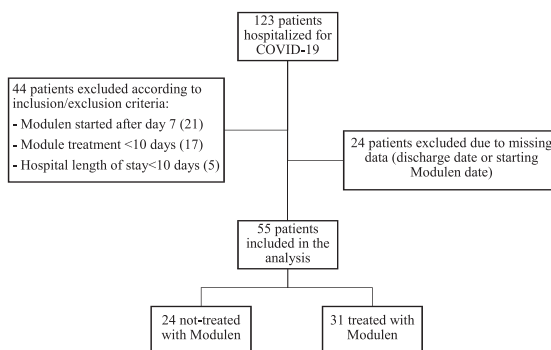 123 patients
hospitalized for
COVID-19
44 patients excluded according to
inclusion/exclusion criteria:
- Modulen started after day 7 (21)
- Module treatment <10 days (17)
- Hospital length of stay<10 days (5)
24 patients excluded due to missing
data (discharge date or starting
Modulen date)
55 patients
included in the
analysis
24 not-treated
with Modulen
31 treated with
Modulen